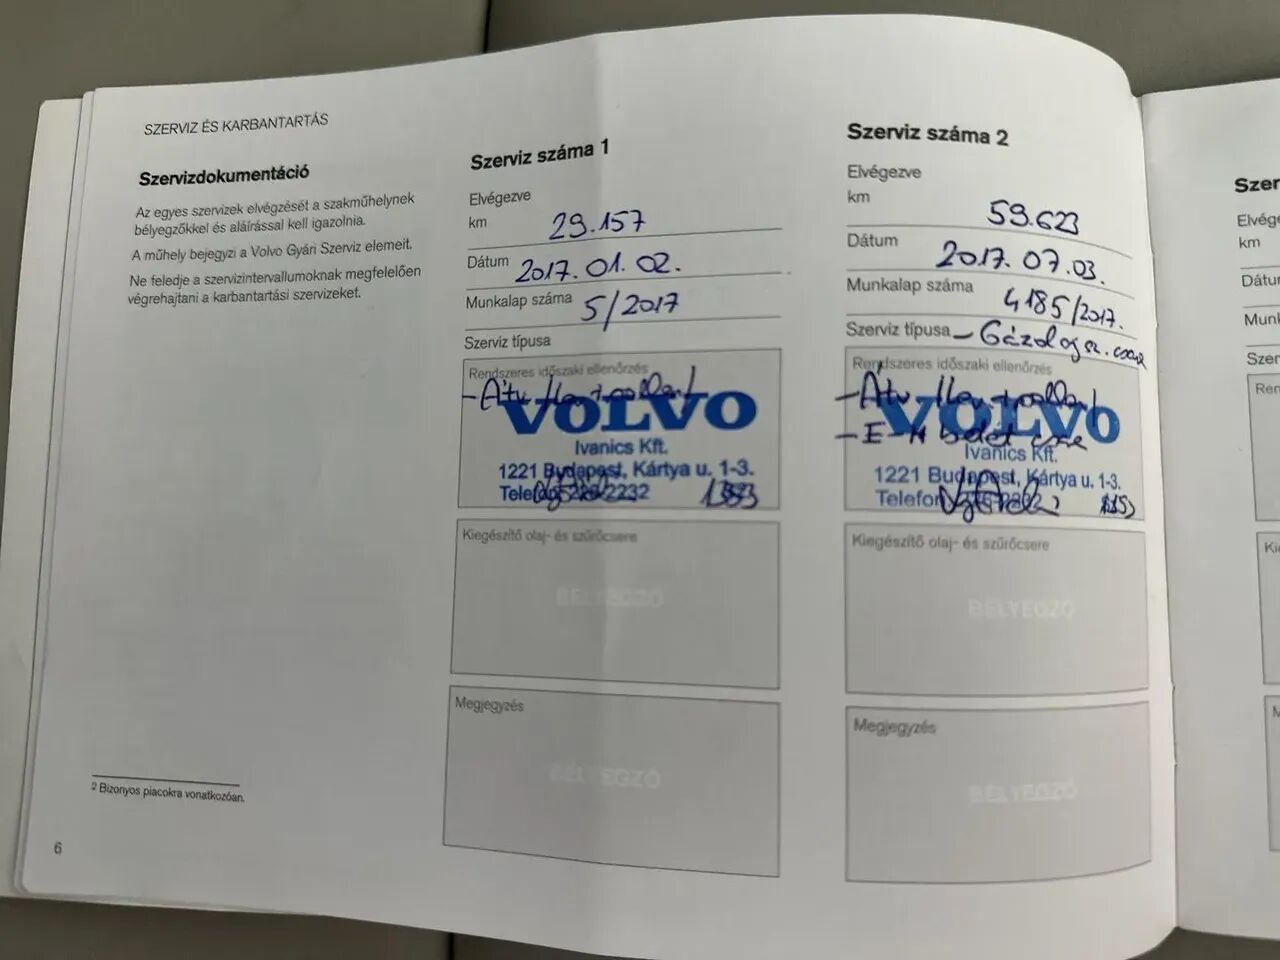 SZERVIZ ÉS KARBANTARTÁS
Szervizdokumentáció
Az egyes szervizek elvégzését a szakműhelynek
bélyegzőkkel és aláírással kell igazolnia.
A műhely bejegyzi a Volvo Gyári Szerviz elemeit.
Ne feledje a szervizintervallumoknak megfelelően
végrehajtani a karbantartási szervizeket.
2 Bizonyos piacokra vonatkozóan.
6
Szerviz száma 1
Elvégezve
km 29.157
Dátum 2017.01.02.
Munkalap száma 5/2017
Szerviz típusa
Rendszeres időszaki ellenőrzés
- Átv.
VOLVO
Ivanics Kft.
1221 Budapest, Kártya u. 1-3.
2232
Kiegészítő olaj- és szűrőcsere
BÉLYEGZŐ
Megjegyzés
BÉLYEGZŐ
Szerviz száma 2
Elvégezve
km 59.623
Dátum 2017.07.03.
Munkalap száma 4185/2017.
Szerviz típusa
Rendszeres időszaki ellenőrzés
- Átv.
VOLVO
Ivanics Kft.
1221 Budapest, Kártya u. 1-3.
Telefon
Kiegészítő olaj- és szűrőcsere
BÉLYEGZŐ
Megjegyzés
BÉLYEGZŐ
km